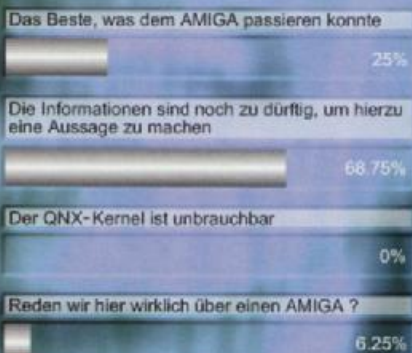 Das Beste, was dem AMIGA passieren konnte
25%
Die Informationen sind noch zu dürftig, um hierzu
eine Aussage zu machen
68.75%
Der QNX-Kernel ist unbrauchbar
0%
Reden wir hier wirklich über einen AMIGA ?
6.25%